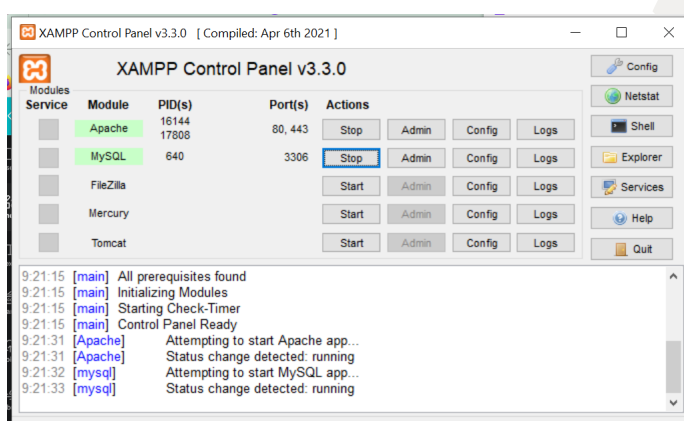 XAMPP Control Panel v3.3.0 [ Compiled: Apr 6th 2021 ]
XAMPP Control Panel v3.3.0
Config
Modules
Service Module PID(s) Port(s) Actions
Netstat
Apache 16144 17808 80, 443 Stop Admin Config Logs
Shell
MySQL 640 3306 Stop Admin Config Logs
Explorer
FileZilla Start Admin Config Logs
Services
Mercury Start Admin Config Logs
Help
Tomcat Start Admin Config Logs
Quit
9:21:15 [main] All prerequisites found
9:21:15 [main] Initializing Modules
9:21:15 [main] Starting Check-Timer
9:21:15 [main] Control Panel Ready
9:21:31 [Apache] Attempting to start Apache app...
9:21:31 [Apache] Status change detected: running
9:21:32 [mysql] Attempting to start MySQL app...
9:21:33 [mysql] Status change detected: running